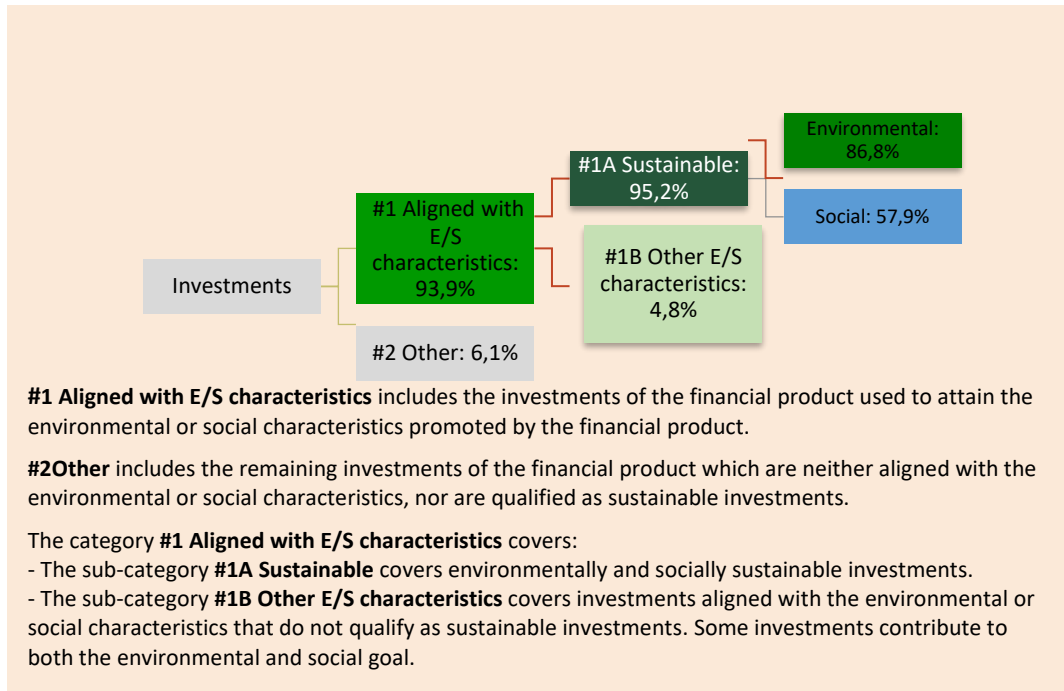 Environmental:
86,8%
#1A Sustainable:
95,2%
Social: 57,9%
#1 Aligned with
E/S
characteristics:
93,9%
#1B Other E/S
characteristics:
4,8%
Investments
#2 Other: 6,1%
#1 Aligned with E/S characteristics includes the investments of the financial product used to attain the
environmental or social characteristics promoted by the financial product.
#2Other includes the remaining investments of the financial product which are neither aligned with the
environmental or social characteristics, nor are qualified as sustainable investments.
The category #1 Aligned with E/S characteristics covers:
- The sub-category #1A Sustainable covers environmentally and socially sustainable investments.
- The sub-category #1B Other E/S characteristics covers investments aligned with the environmental or
social characteristics that do not qualify as sustainable investments. Some investments contribute to
both the environmental and social goal.